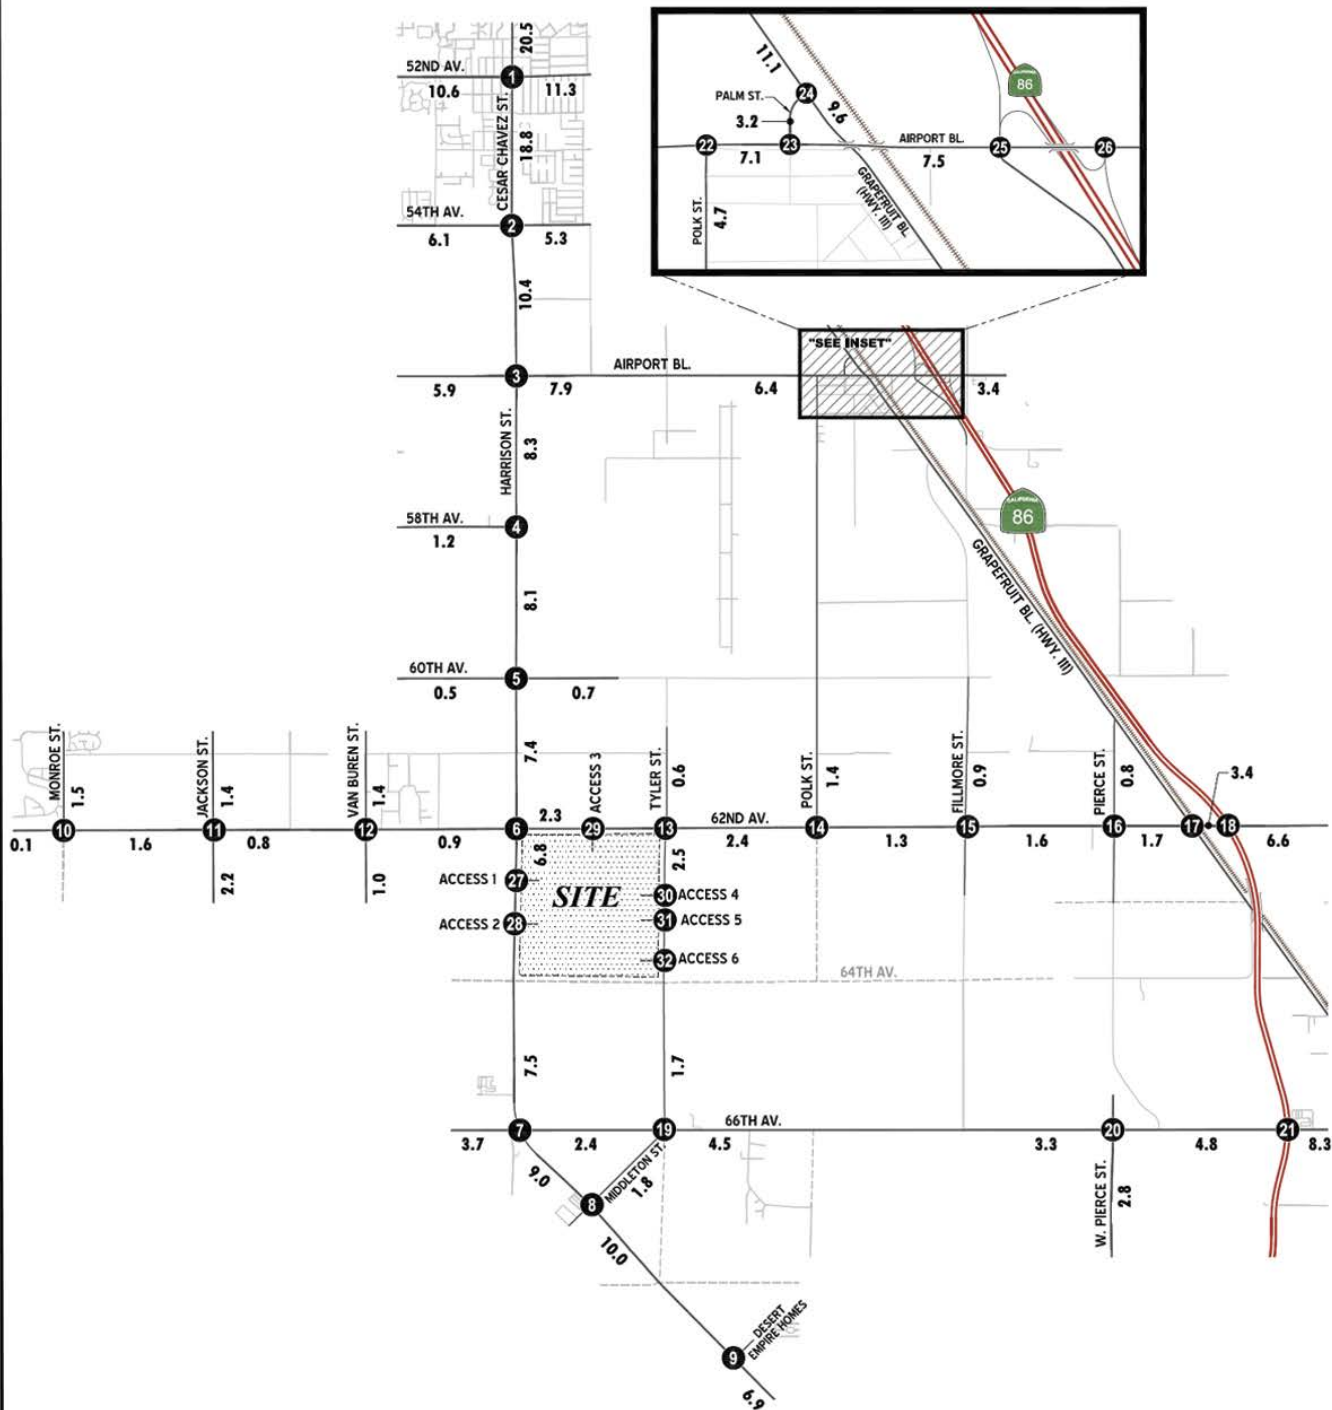 20.5
52ND AV.
1
10.6
11.3
CESAR CHAVEZ ST.
18.8
54TH AV.
2
6.1
5.3
10.4
11.1
24
PALM ST.
9.6
3.2
CALIFORNIA
86
22
23
AIRPORT BL.
25
26
7.1
7.5
POLK ST.
4.7
GRAPEFRUIT BL
(HWY. III)
"SEE INSET"
AIRPORT BL.
3
5.9
7.9
6.4
3.4
HARRISON ST.
8.3
58TH AV.
4
1.2
CALIFORNIA
86
GRAPEFRUIT BL. (HWY. III)
8.1
60TH AV.
5
0.5
0.7
MONROE ST.
1.5
JACKSON ST.
1.4
VAN BUREN ST.
1.4
7.4
ACCESS 3
TYLER ST.
0.6
POLK ST.
1.4
FILLMORE ST.
0.9
PIERCE ST.
0.8
3.4
2.3
62ND AV.
10
11
12
6
29
13
14
15
16
17
18
0.1
1.6
0.8
0.9
2.4
1.3
1.6
1.7
6.6
6.8
2.5
2.2
1.0
ACCESS 1
27
SITE
30
ACCESS 4
ACCESS 2
28
31
ACCESS 5
32
ACCESS 6
64TH AV.
7.5
1.7
66TH AV.
7
19
20
21
3.7
2.4
4.5
3.3
4.8
8.3
9.0
MIDDLETON ST.
1.8
8
W. PIERCE ST.
2.8
10.0
9
DESERT
EMPIRE HOMES
6.9